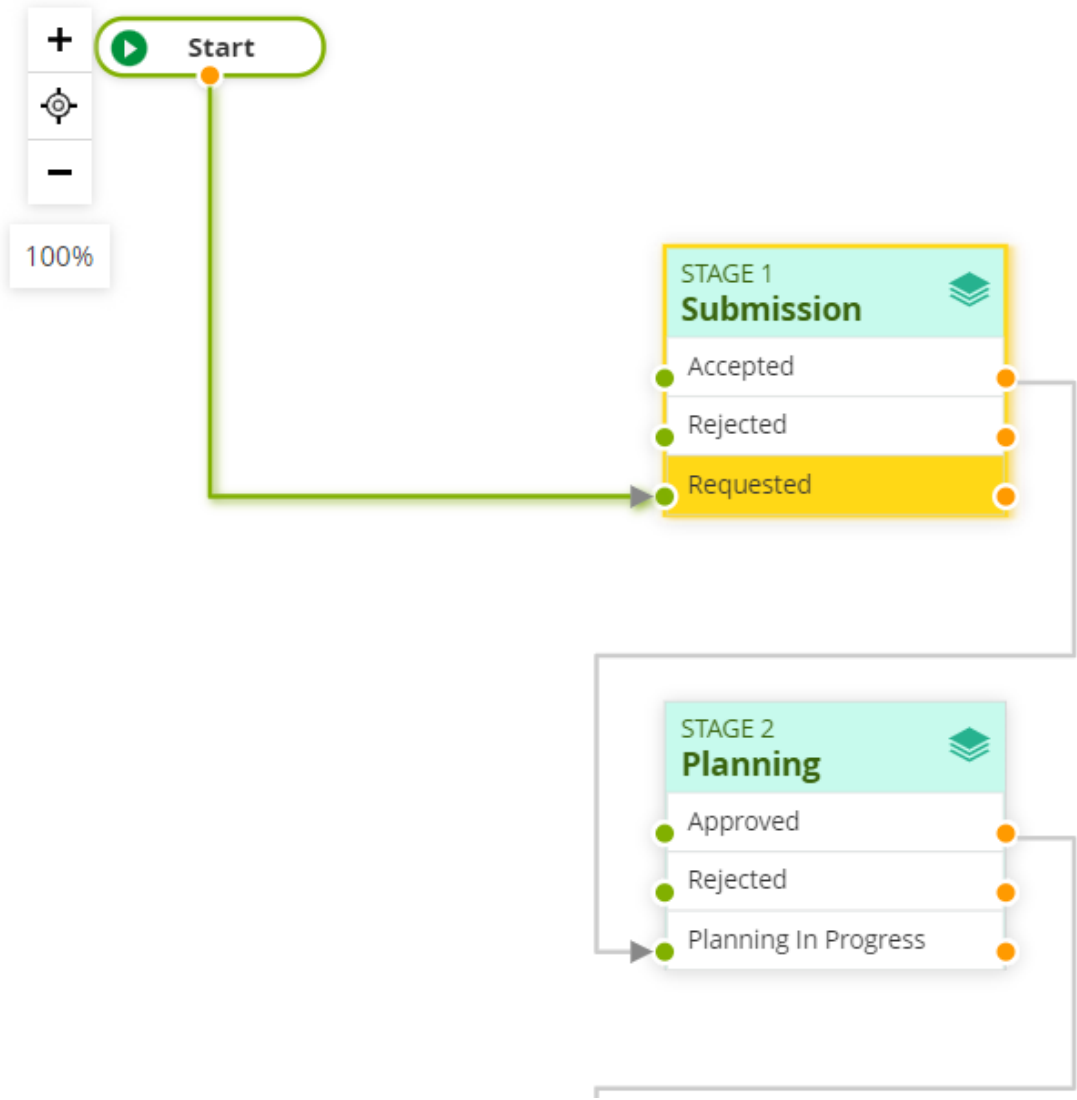 +
Start
−
100%
STAGE 1
Submission
Accepted
Rejected
Requested
STAGE 2
Planning
Approved
Rejected
Planning In Progress